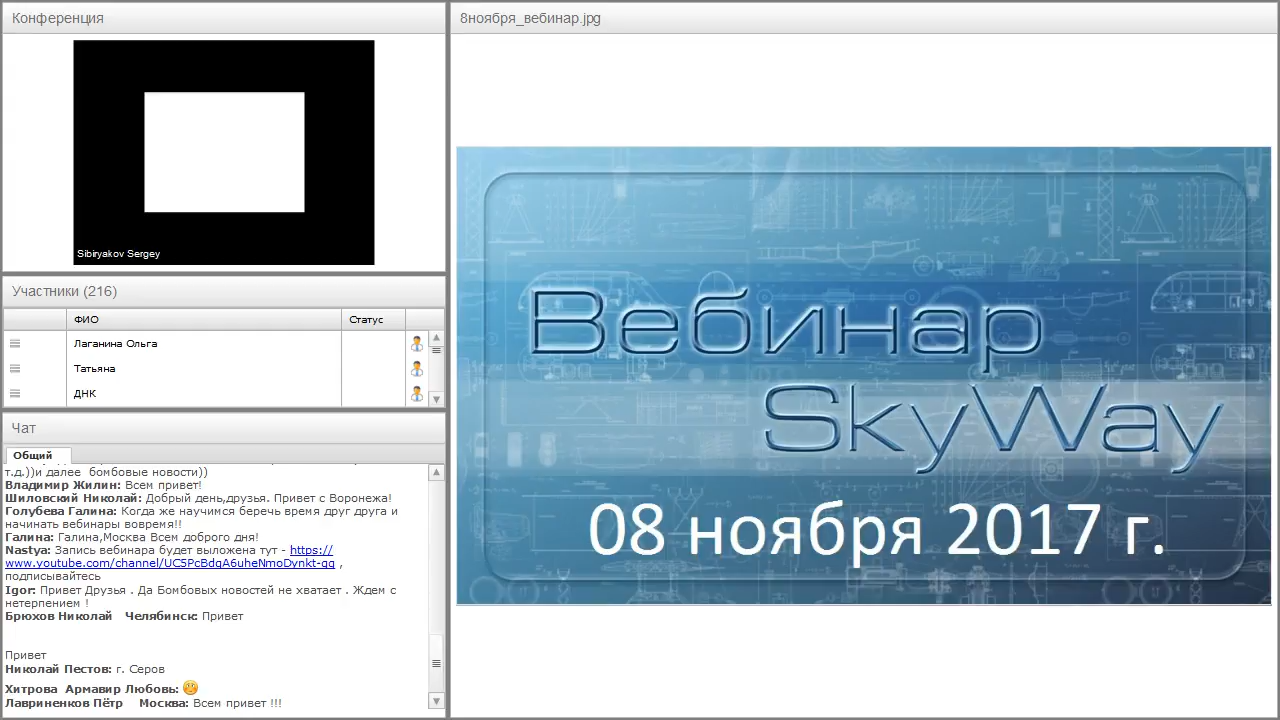 Конференция
Sibiryakov Sergey
Участники (216)
ФИО
Статус
Лаганина Ольга
Татьяна
ДНК
Чат
Общий
т.д.))и далее  бомбовые новости))
Владимир Жилин: Всем привет!
Шиловский Николай: Добрый день,друзья. Привет с Воронежа!
Голубева Галина: Когда же научимся беречь время друг друга и
начинать вебинары вовремя!!
Галина: Галина,Москва Всем доброго дня!
Nastya: Запись вебинара будет выложена тут - https://
www.youtube.com/channel/UC5PcBdqA6uheNmoDynkt-qg ,
подписывайтесь
Igor: Привет Друзья . Да Бомбовых новостей не хватает . Ждем с
нетерпением !
Брюхов Николай   Челябинск: Привет
Привет
Николай Пестов: г. Серов
Хитрова  Армавир Любовь:
Лавриненков Пётр    Москва: Всем привет !!!
8ноября_вебинар.jpg
Вебинар
SkyWay
08 ноября 2017 г.